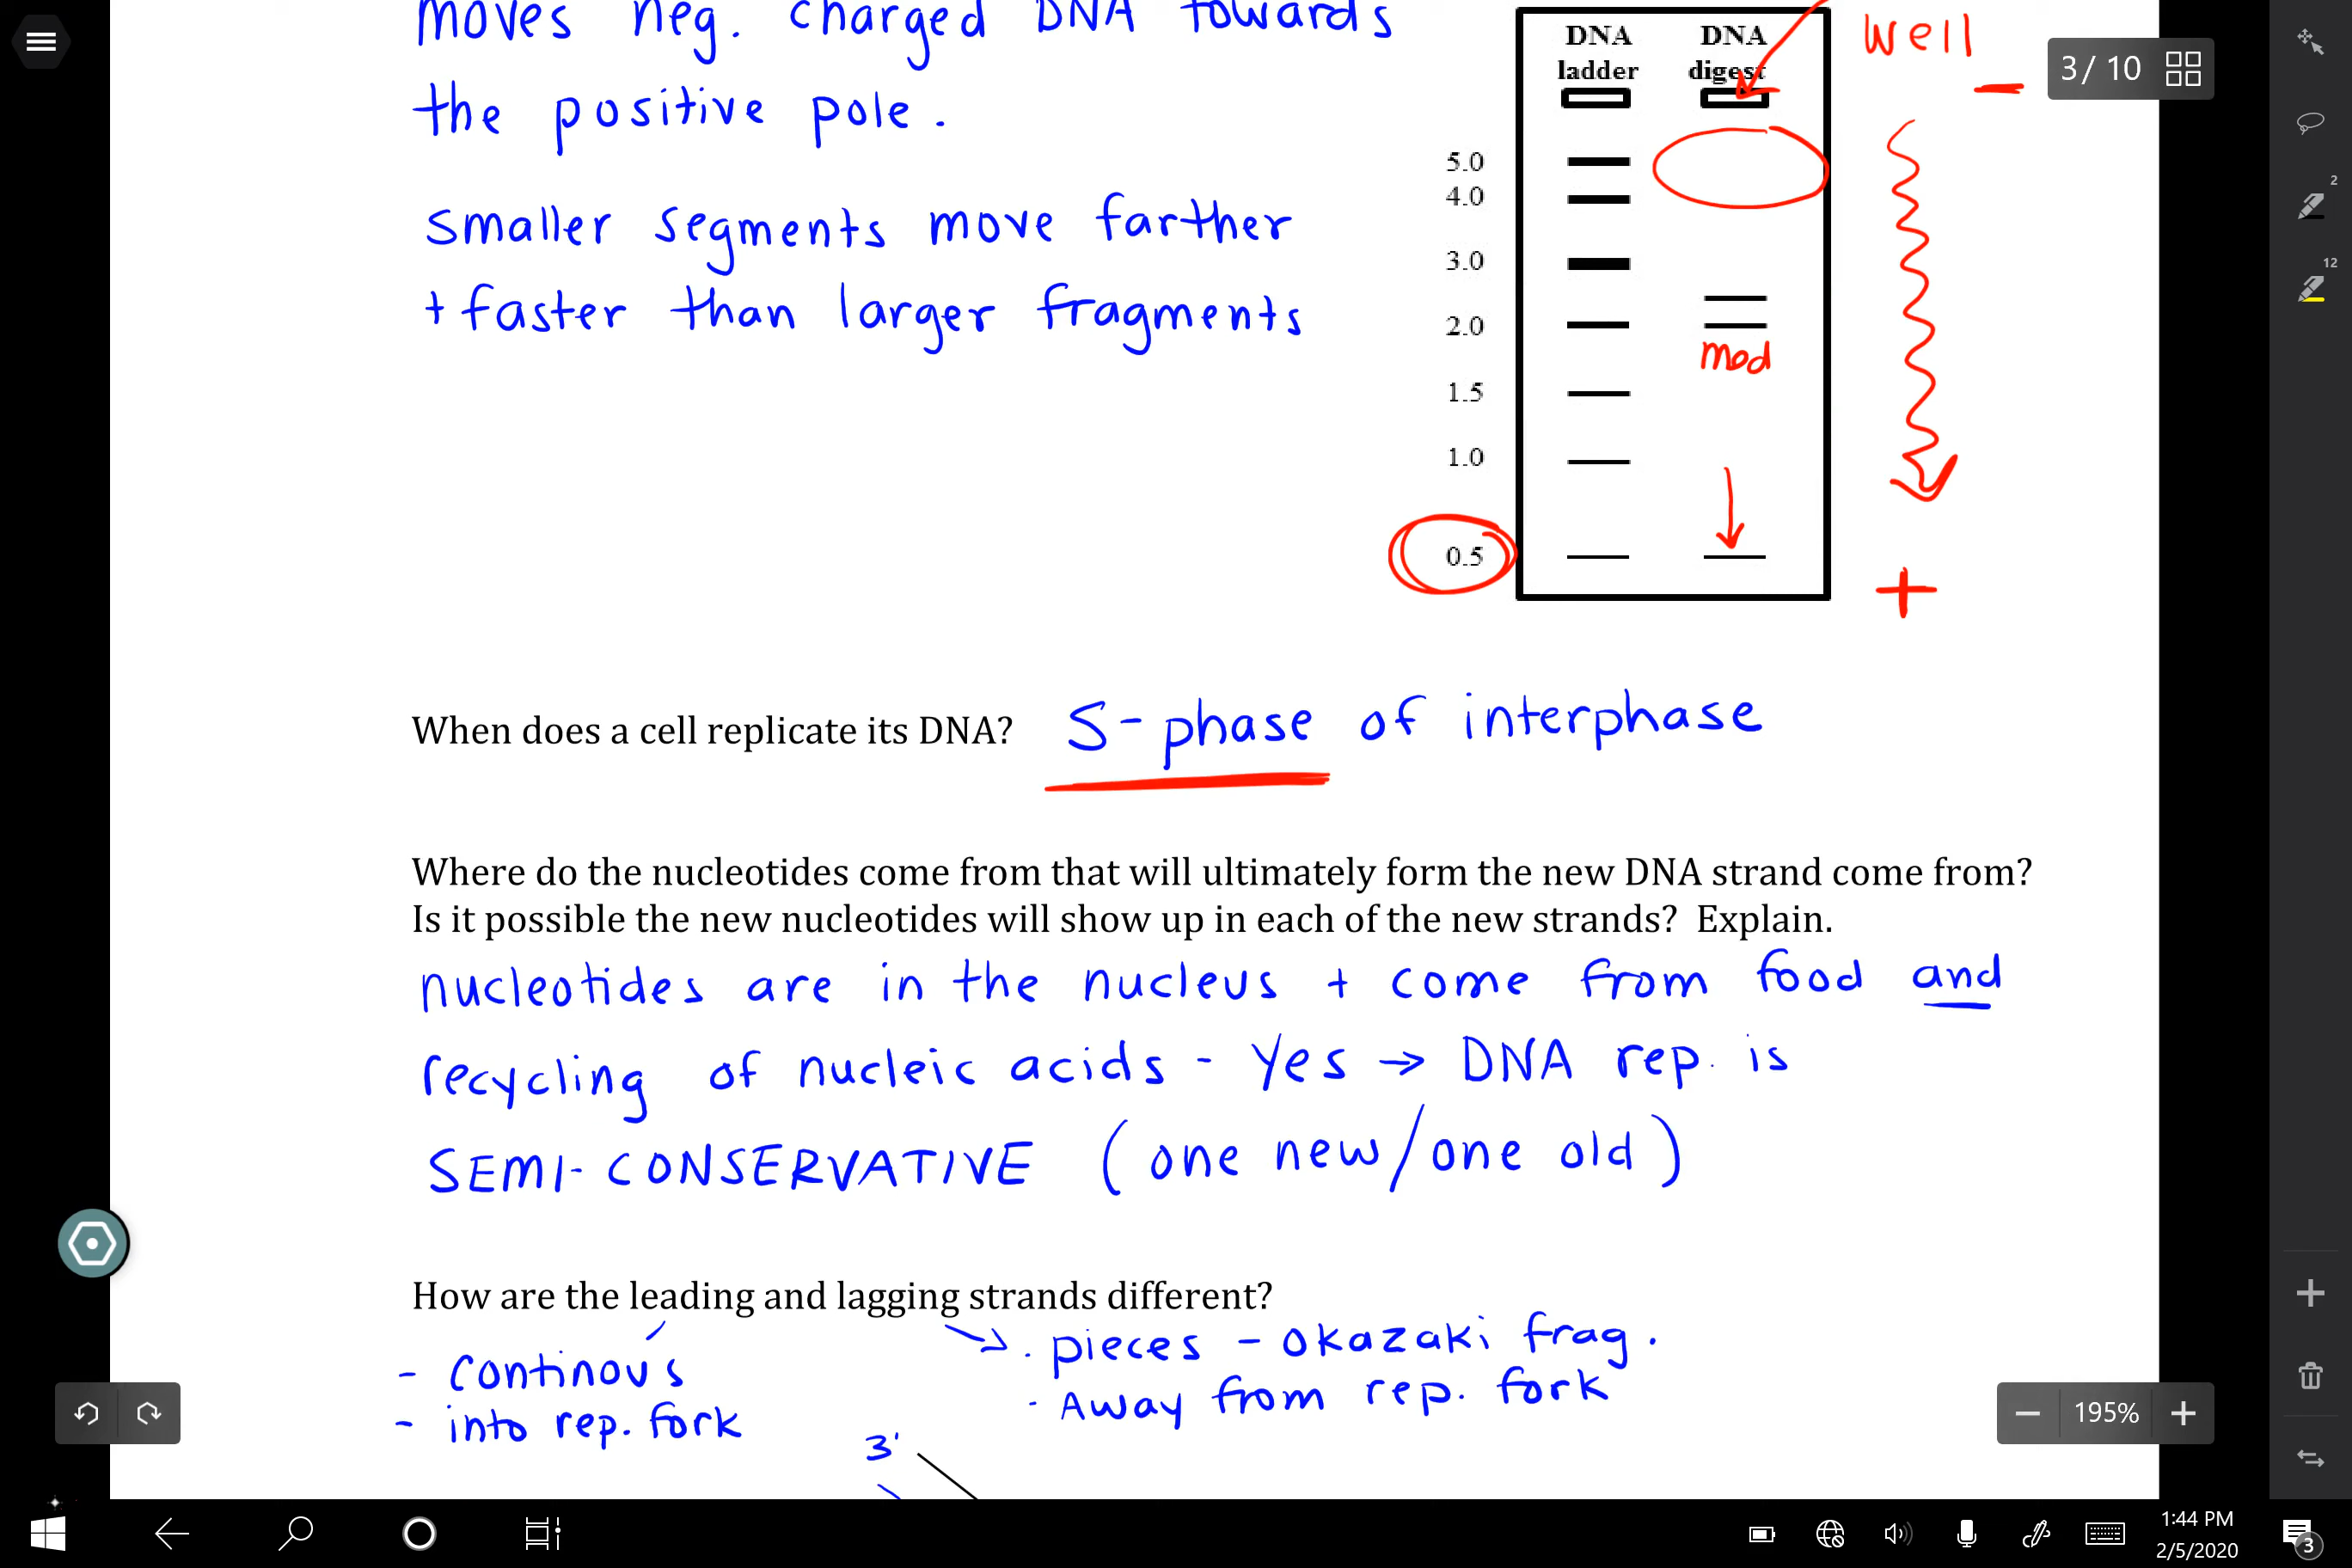 moves neg. charged DNA towards
the positive pole.
smaller segments move farther
+ faster than larger fragments
DNA ladder
DNA digest
well
-
3 / 10
5.0
4.0
3.0
2.0
mod
1.5
1.0
0.5
+
2
12
When does a cell replicate its DNA? S-phase of interphase
Where do the nucleotides come from that will ultimately form the new DNA strand come from?
Is it possible the new nucleotides will show up in each of the new strands? Explain.
nucleotides are in the nucleus + come from food and
recycling of nucleic acids - Yes → DNA rep. is
SEMI-CONSERVATIVE (one new/one old)
How are the leading and lagging strands different?
- continous
- into rep. fork
· pieces - okazaki frag.
· Away from rep. fork
3'
195%
1:44 PM
2/5/2020
3